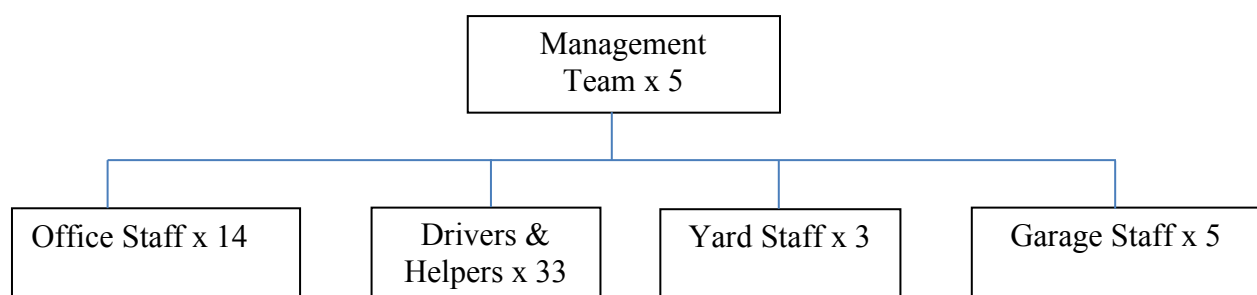 Management
Team x 5
Office Staff x 14
Drivers &
Helpers x 33
Yard Staff x 3
Garage Staff x 5